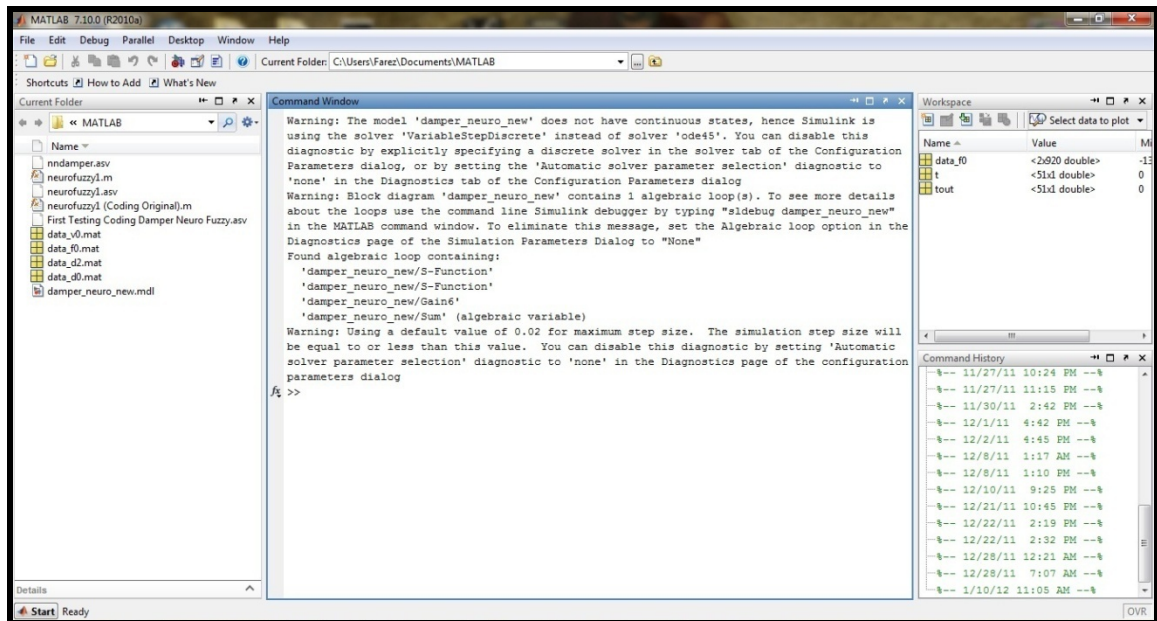 MATLAB 7.10.0 (R2010a)
File Edit Debug Parallel Desktop Window Help
Current Folder: C:\Users\Farez\Documents\MATLAB
Shortcuts How to Add What's New
Current Folder
« MATLAB
Name
nndamper.asv
neurofuzzy1.m
neurofuzzy1.asv
neurofuzzy1 (Coding Original).m
First Testing Coding Damper Neuro Fuzzy.asv
data_v0.mat
data_f0.mat
data_d2.mat
data_d0.mat
damper_neuro_new.mdl
Details
Command Window
Warning: The model 'damper_neuro_new' does not have continuous states, hence Simulink is
using the solver 'VariableStepDiscrete' instead of solver 'ode45'. You can disable this
diagnostic by explicitly specifying a discrete solver in the solver tab of the Configuration
Parameters dialog, or by setting the 'Automatic solver parameter selection' diagnostic to
'none' in the Diagnostics tab of the Configuration Parameters dialog
Warning: Block diagram 'damper_neuro_new' contains 1 algebraic loop(s). To see more details
about the loops use the command line Simulink debugger by typing "sldebug damper_neuro_new"
in the MATLAB command window. To eliminate this message, set the Algebraic loop option in the
Diagnostics page of the Simulation Parameters Dialog to "None"
Found algebraic loop containing:
'damper_neuro_new/S-Function'
'damper_neuro_new/S-Function'
'damper_neuro_new/Gain6'
'damper_neuro_new/Sum' (algebraic variable)
Warning: Using a default value of 0.02 for maximum step size. The simulation step size will
be equal to or less than this value. You can disable this diagnostic by setting 'Automatic
solver parameter selection' diagnostic to 'none' in the Diagnostics page of the configuration
parameters dialog
fx >>
Workspace
Select data to plot
Name Value Mi
data_f0 <2x920 double> -13
t <51x1 double> 0
tout <51x1 double> 0
Command History
%-- 11/27/11 10:24 PM --%
%-- 11/27/11 11:15 PM --%
%-- 11/30/11 2:42 PM --%
%-- 12/1/11 4:42 PM --%
%-- 12/2/11 4:45 PM --%
%-- 12/8/11 1:17 AM --%
%-- 12/8/11 1:10 PM --%
%-- 12/10/11 9:25 PM --%
%-- 12/21/11 10:45 PM --%
%-- 12/22/11 2:19 PM --%
%-- 12/22/11 2:32 PM --%
%-- 12/28/11 12:21 AM --%
%-- 12/28/11 7:07 AM --%
%-- 1/10/12 11:05 AM --%
Start Ready
OVR